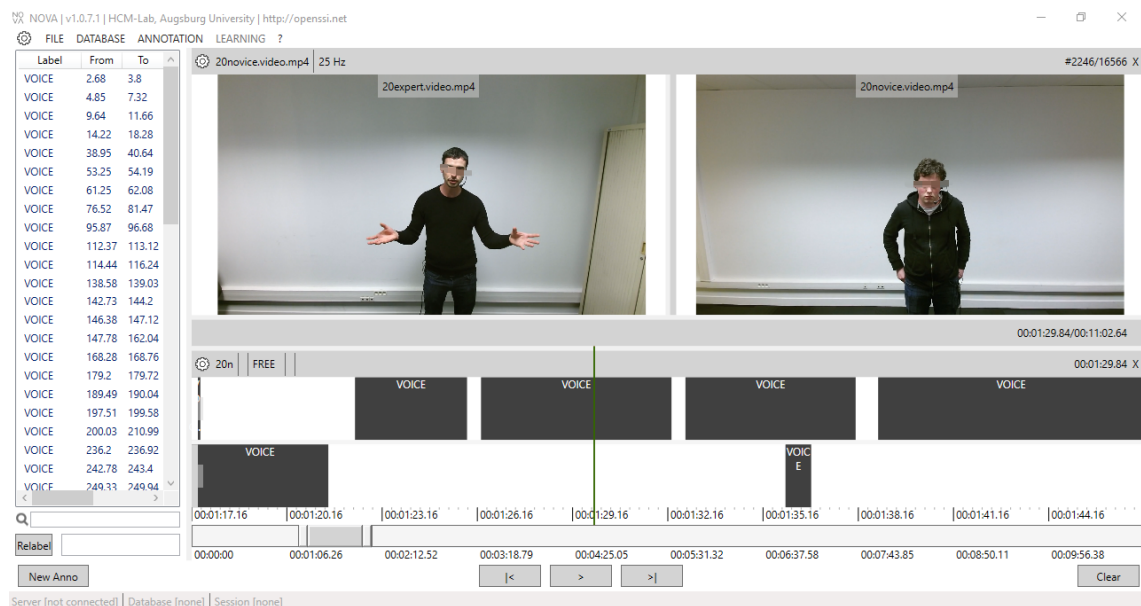 NOVA | v1.0.7.1 | HCM-Lab, Augsburg University | http://openssi.net
FILE DATABASE ANNOTATION LEARNING ?
Label From To
VOICE 2.68 3.8
VOICE 4.85 7.32
VOICE 9.64 11.66
VOICE 14.22 18.28
VOICE 38.95 40.64
VOICE 53.25 54.19
VOICE 61.25 62.08
VOICE 76.52 81.47
VOICE 95.87 96.68
VOICE 112.37 113.12
VOICE 114.44 116.24
VOICE 138.58 139.03
VOICE 142.73 144.2
VOICE 146.38 147.12
VOICE 147.78 162.04
VOICE 168.28 168.76
VOICE 179.2 179.72
VOICE 189.49 190.04
VOICE 197.51 199.58
VOICE 200.03 210.99
VOICE 236.2 236.92
VOICE 242.78 243.4
VOICE 249.33 249.94
Relabel
New Anno
20novice.video.mp4 25 Hz #2246/16566 X
20expert.video.mp4
20novice.video.mp4
00:01:29.84/00:11:02.64
20n FREE 00:01:29.84 X
VOICE VOICE VOICE VOICE
VOICE VOIC
E
00:01:17.16 00:01:20.16 00:01:23.16 00:01:26.16 00:01:29.16 00:01:32.16 00:01:35.16 00:01:38.16 00:01:41.16 00:01:44.16
00:00:00 00:01:06.26 00:02:12.52 00:03:18.79 00:04:25.05 00:05:31.32 00:06:37.58 00:07:43.85 00:08:50.11 00:09:56.38
|< > >| Clear
Server [not connected] Database [none] Session [none]